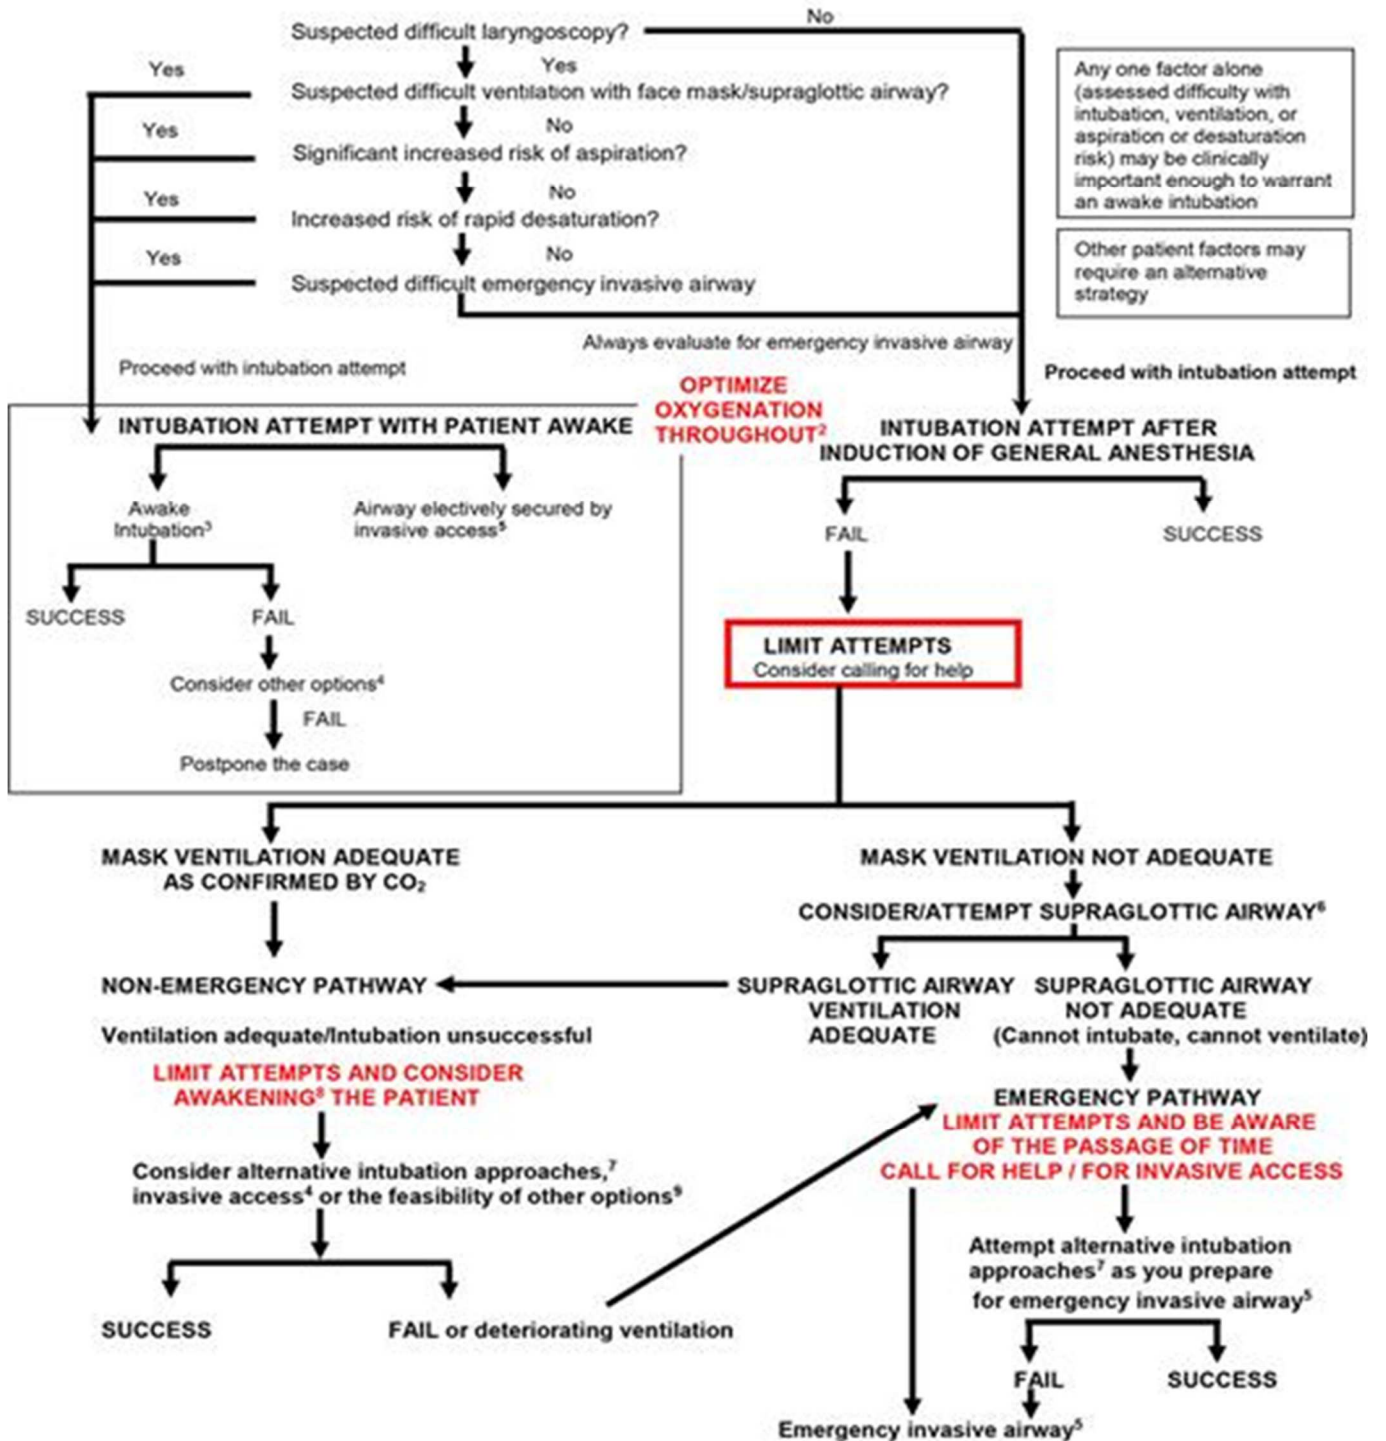 No
Suspected difficult laryngoscopy?
Yes
Yes
Suspected difficult ventilation with face mask/supraglottic airway?
Yes
No
Significant increased risk of aspiration?
Yes
No
Increased risk of rapid desaturation?
Yes
No
Suspected difficult emergency invasive airway
Any one factor alone
(assessed difficulty with
intubation, ventilation, or
aspiration or desaturation
risk) may be clinically
important enough to warrant
an awake intubation
Other patient factors may
require an alternative
strategy
Always evaluate for emergency invasive airway
Proceed with intubation attempt
Proceed with intubation attempt
OPTIMIZE
OXYGENATION
THROUGHOUT²
INTUBATION ATTEMPT WITH PATIENT AWAKE
Awake
Intubation³
Airway electively secured by
invasive access⁵
SUCCESS
FAIL
Consider other options⁴
FAIL
Postpone the case
INTUBATION ATTEMPT AFTER
INDUCTION OF GENERAL ANESTHESIA
FAIL
SUCCESS
LIMIT ATTEMPTS
Consider calling for help
MASK VENTILATION ADEQUATE
AS CONFIRMED BY CO₂
MASK VENTILATION NOT ADEQUATE
CONSIDER/ATTEMPT SUPRAGLOTTIC AIRWAY⁶
NON-EMERGENCY PATHWAY
SUPRAGLOTTIC AIRWAY
VENTILATION
ADEQUATE
SUPRAGLOTTIC AIRWAY
NOT ADEQUATE
(Cannot intubate, cannot ventilate)
Ventilation adequate/Intubation unsuccessful
LIMIT ATTEMPTS AND CONSIDER
AWAKENING⁸ THE PATIENT
Consider alternative intubation approaches,⁷
invasive access⁴ or the feasibility of other options⁹
SUCCESS
FAIL or deteriorating ventilation
EMERGENCY PATHWAY
LIMIT ATTEMPTS AND BE AWARE
OF THE PASSAGE OF TIME
CALL FOR HELP / FOR INVASIVE ACCESS
Attempt alternative intubation
approaches⁷ as you prepare
for emergency invasive airway⁵
FAIL
SUCCESS
Emergency invasive airway⁵